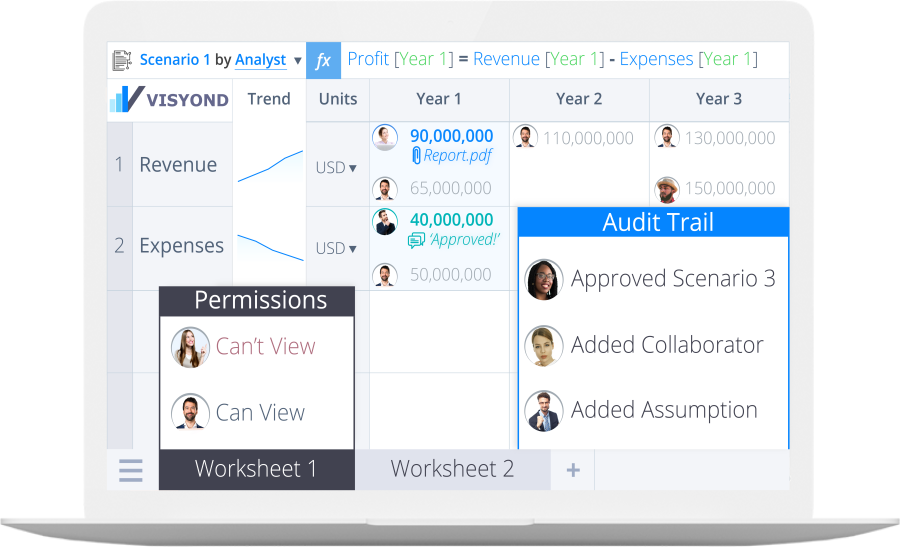 Scenario 1 by Analyst ▼ fx Profit [Year 1] = Revenue [Year 1] - Expenses [Year 1]
VISYOND Trend Units Year 1 Year 2 Year 3
1 Revenue USD ▼ 90,000,000 110,000,000 130,000,000
Report.pdf
65,000,000 150,000,000
2 Expenses USD ▼ 40,000,000
‘Approved!’
50,000,000
Audit Trail
Approved Scenario 3
Added Collaborator
Added Assumption
Permissions
Can’t View
Can View
Worksheet 1 Worksheet 2 +